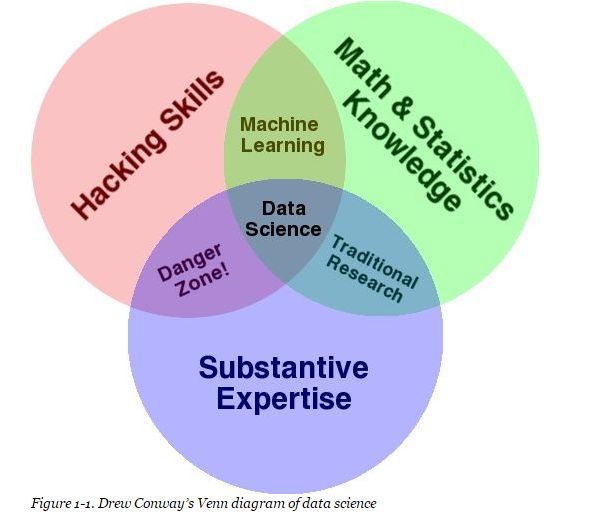 Hacking Skills
Math & Statistics
Knowledge
Machine
Learning
Data
Science
Danger
Zone!
Traditional
Research
Substantive
Expertise
Figure 1-1. Drew Conway's Venn diagram of data science